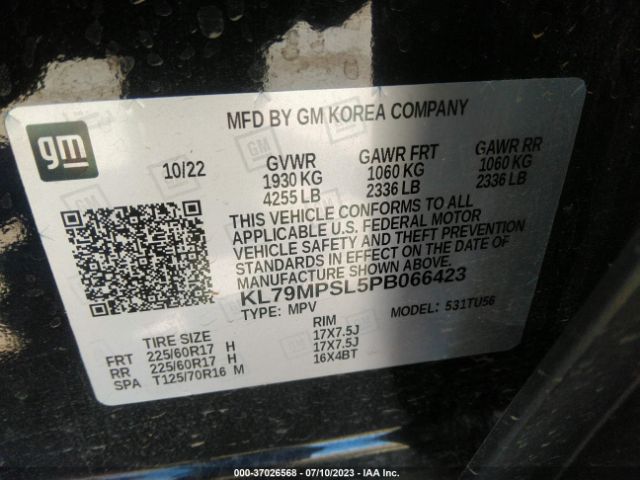 gm
MFD BY GM KOREA COMPANY
10/22 GVWR GAWR FRT GAWR RR
1930 KG 1060 KG 1060 KG
4255 LB 2336 LB 2336 LB
THIS VEHICLE CONFORMS TO ALL
APPLICABLE U.S. FEDERAL MOTOR
VEHICLE SAFETY AND THEFT PREVENTION
STANDARDS IN EFFECT ON THE DATE OF
MANUFACTURE SHOWN ABOVE.
KL79MPSL5PB066423
TYPE: MPV MODEL: 531TU56
TIRE SIZE RIM
FRT 225/60R17 H 17X7.5J
RR 225/60R17 H 17X7.5J
SPA T125/70R16 M 16X4BT
000-37026568 - 07/10/2023 - IAA Inc.